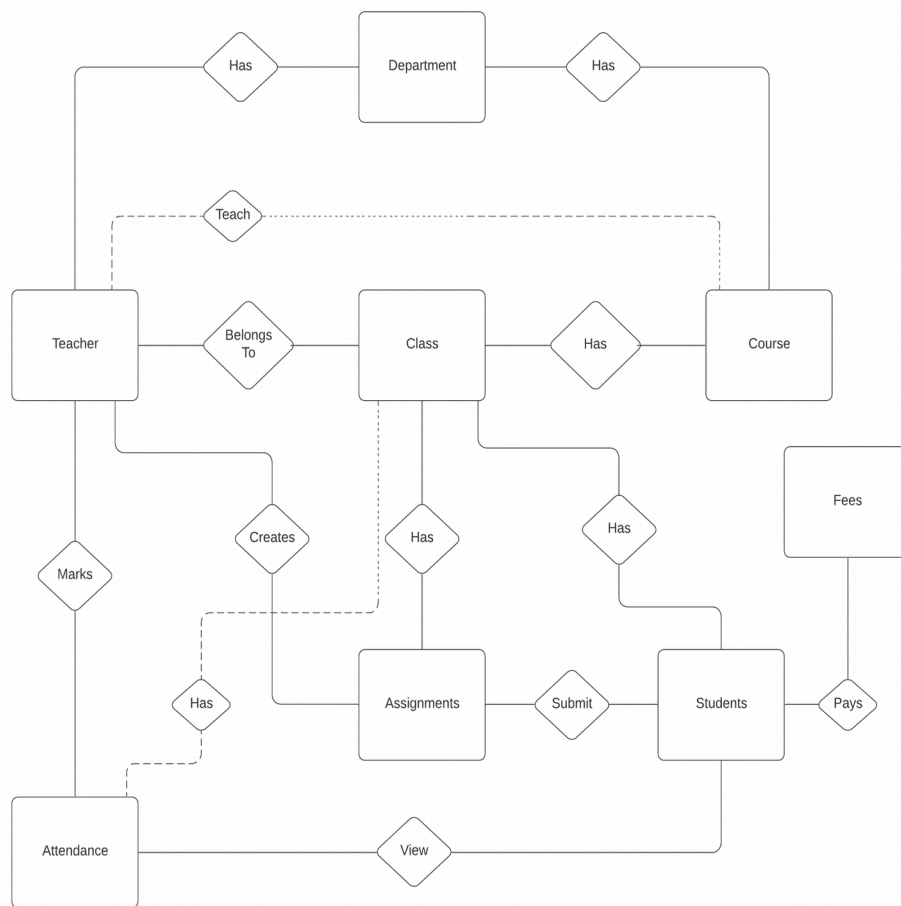 Has
Department
Has
Teach
Teacher
Belongs
To
Class
Has
Course
Fees
Creates
Has
Has
Marks
Has
Assignments
Submit
Students
Pays
Attendance
View